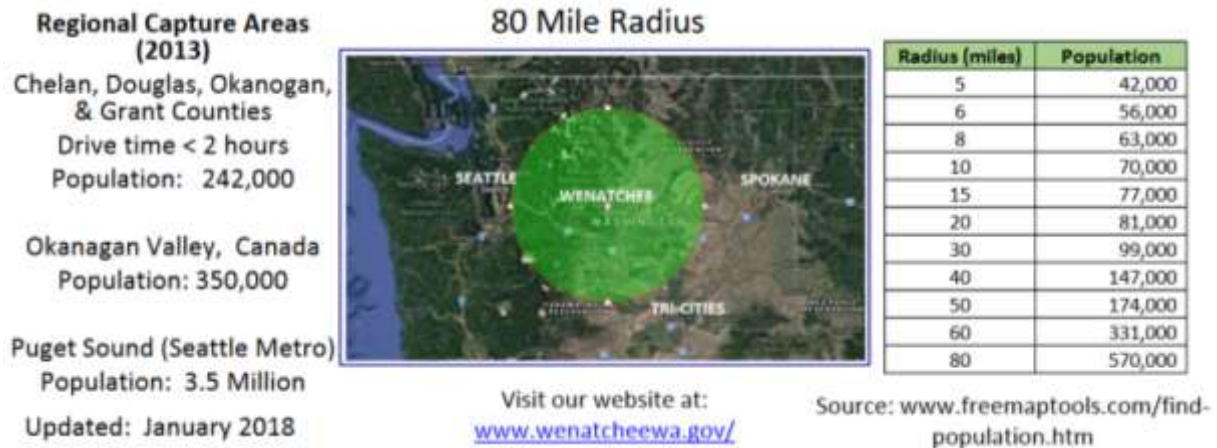 Regional Capture Areas
(2013)
Chelan, Douglas, Okanogan,
& Grant Counties
Drive time < 2 hours
Population: 242,000
Okanagan Valley, Canada
Population: 350,000
Puget Sound (Seattle Metro)
Population: 3.5 Million
Updated: January 2018
80 Mile Radius
SEATTLE
WENATCHEE
SPOKANE
TRI-CITIES
Visit our website at:
www.wenatcheewa.gov/
Radius (miles) Population
5 42,000
6 56,000
8 63,000
10 70,000
15 77,000
20 81,000
30 99,000
40 147,000
50 174,000
60 331,000
80 570,000
Source: www.freemaptools.com/find-
population.htm